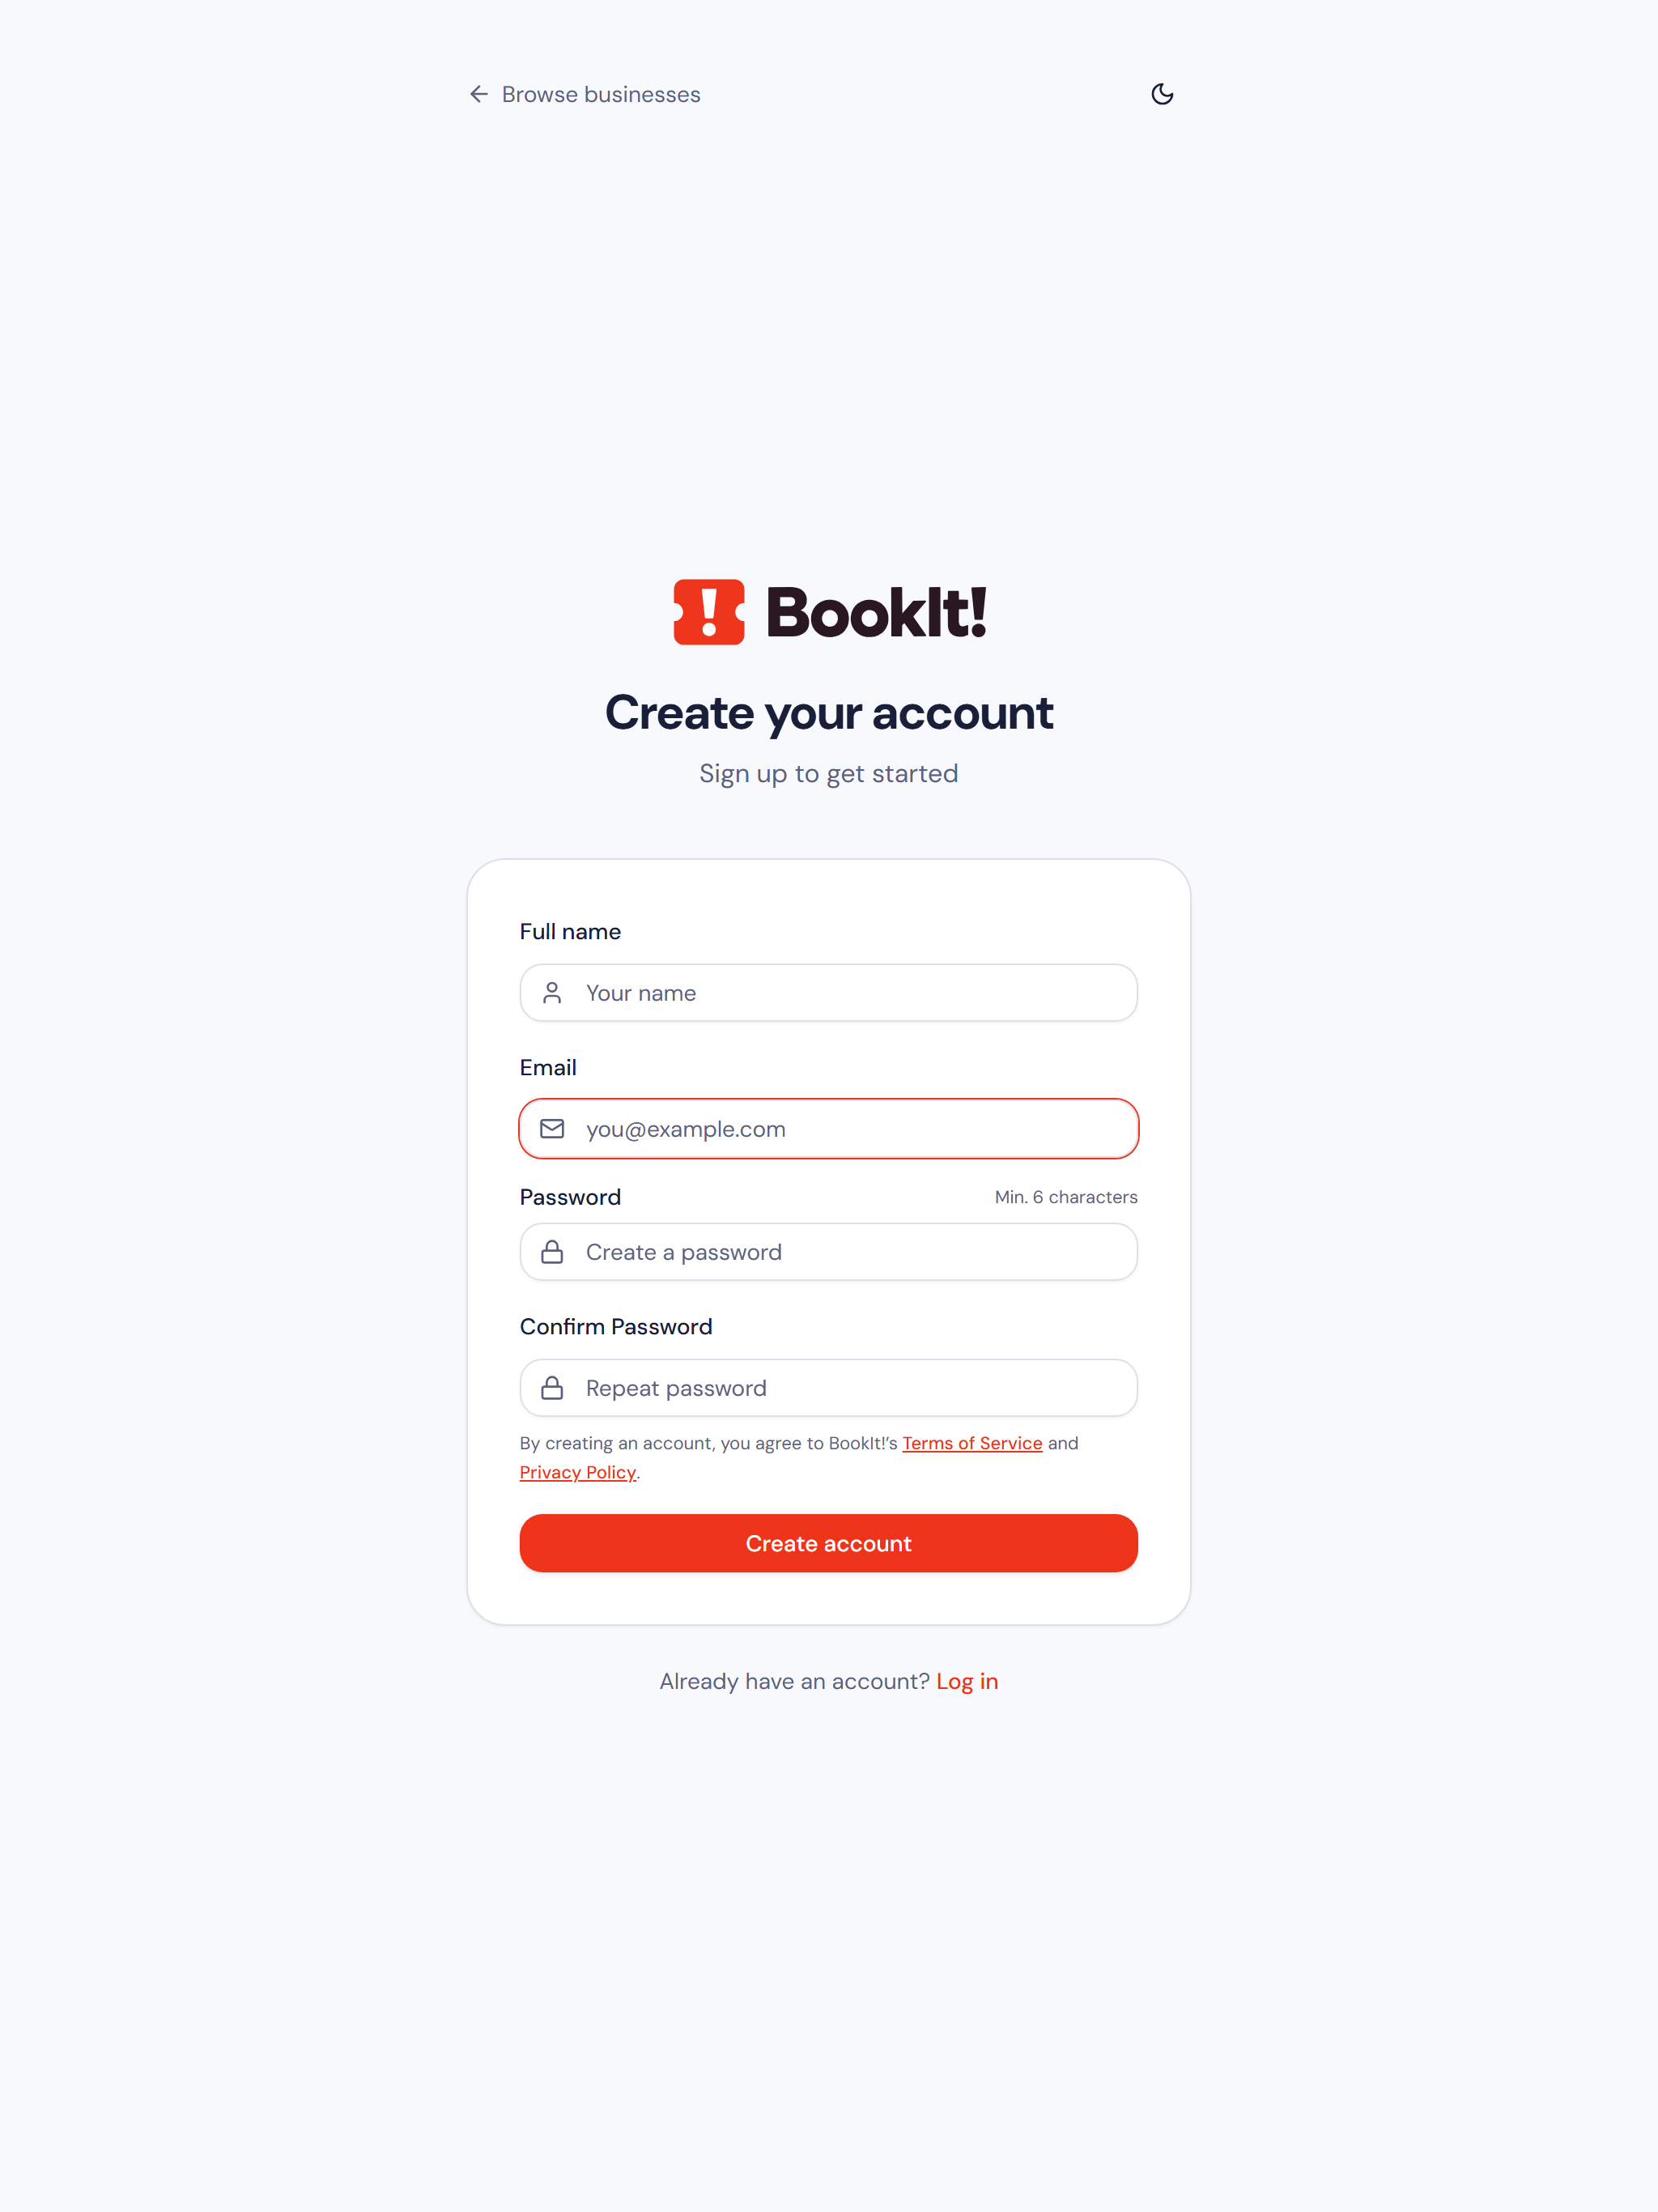 Browse businesses
! BookIt!
Create your account
Sign up to get started
Full name
Your name
Email
you@example.com
Password Min. 6 characters
Create a password
Confirm Password
Repeat password
By creating an account, you agree to BookIt!’s Terms of Service and
Privacy Policy.
Create account
Already have an account? Log in